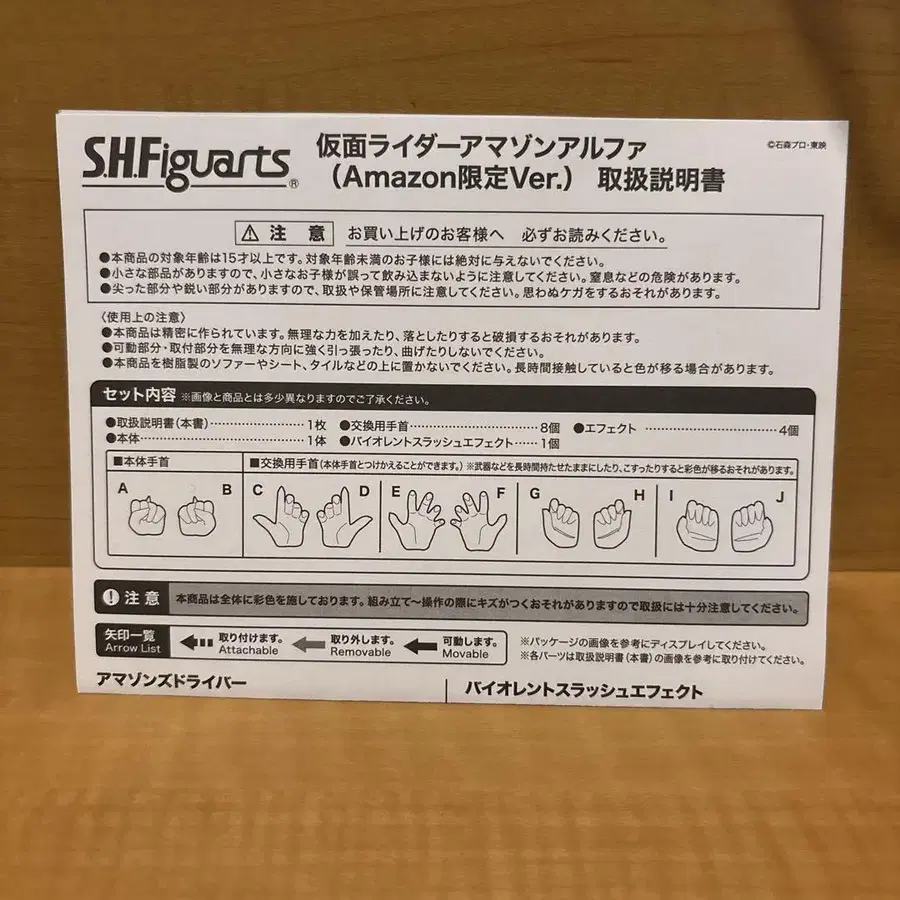 S.H.Figuarts®
仮面ライダーアマゾンアルファ
（Amazon限定Ver.） 取扱説明書
©石森プロ・東映
⚠ 注 意 お買い上げのお客様へ 必ずお読みください。
●本商品の対象年齢は15才以上です。対象年齢未満のお子様には絶対に与えないでください。
●小さな部品がありますので、小さなお子様が誤って飲み込まないように注意してください。窒息などの危険があります。
●尖った部分や鋭い部分がありますので、取扱や保管場所に注意してください。思わぬケガをするおそれがあります。
〈使用上の注意〉
●本商品は精密に作られています。無理な力を加えたり、落としたりすると破損するおそれがあります。
●可動部分・取付部分を無理な方向に強く引っ張ったり、曲げたりしないでください。
●本商品を樹脂製のソファーやシート、タイルなどの上に置かないでください。長時間接触していると色が移る場合があります。
セット内容 ※画像と商品とは多少異なりますのでご了承ください。
●取扱説明書（本書）……………1枚 ●交換用手首……………8個 ●エフェクト……………4個
●本体……………1体 ●バイオレントスラッシュエフェクト……1個
■本体手首 ■交換用手首（本体手首とつけかえることができます。）※武器などを長時間持たせたままにしたり、こすったりすると彩色が移るおそれがあります。
A B C D E F G H I J
! 注意 本商品は全体に彩色を施しております。組み立て〜操作の際にキズがつくおそれがありますので取扱には十分注意してください。
矢印一覧 取り付けます。 取り外します。 可動します。
Arrow List Attachable Removable Movable
※パッケージの画像を参考にディスプレイしてください。
※各パーツは取扱説明書（本書）の画像を参考に取り付けてください。
アマゾンズドライバー バイオレントスラッシュエフェクト